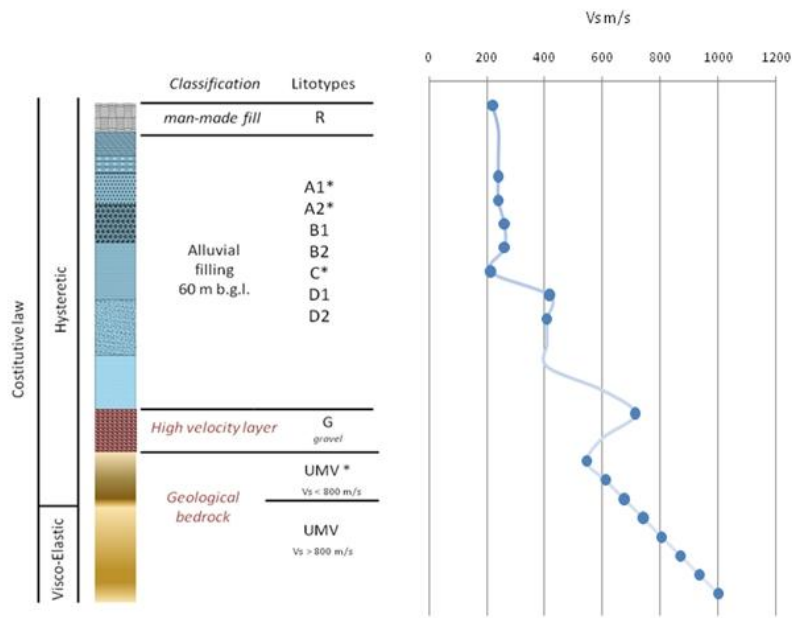 Vs m/s
0 200 400 600 800 1000 1200
Classification Litotypes
man-made fill R
A1*
A2*
B1
B2
C*
D1
D2
Alluvial
filling
60 m b.g.l.
High velocity layer G
gravel
UMV *
Vs < 800 m/s
Geological
bedrock
UMV
Vs > 800 m/s
Costitutive law
Hysteretic
Visco-Elastic